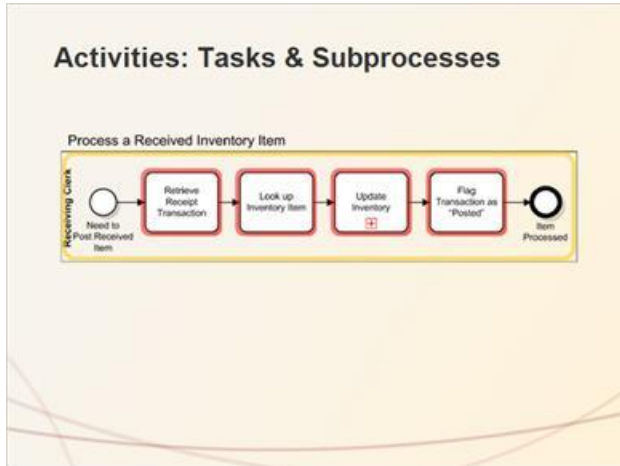 Activities: Tasks & Subprocesses
Process a Received Inventory Item
Receiving Clerk
Need to
Post Received
Item
Retrieve
Receipt
Transaction
Look up
Inventory Item
Update
Inventory
Flag
Transaction as
"Posted"
Item
Processed